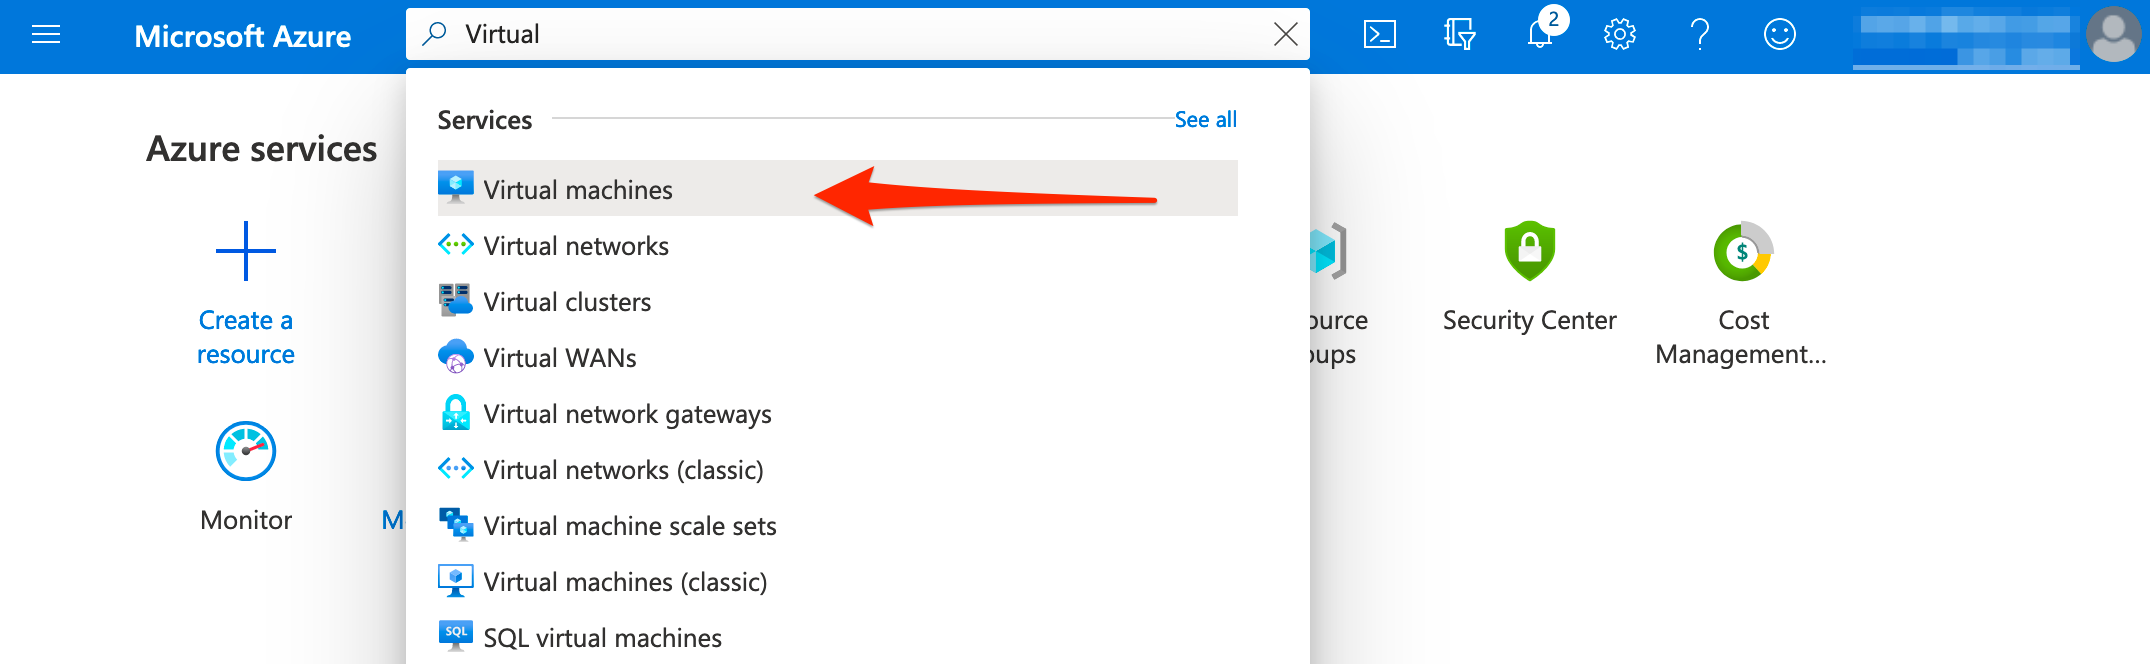 Microsoft Azure
Virtual
2
Services
See all
Azure services
Virtual machines
Virtual networks
Virtual clusters
Virtual WANs
Virtual network gateways
Virtual networks (classic)
Virtual machine scale sets
Virtual machines (classic)
SQL
SQL virtual machines
Create a
resource
ource
oups
Security Center
Cost
Management...
$
Monitor
M